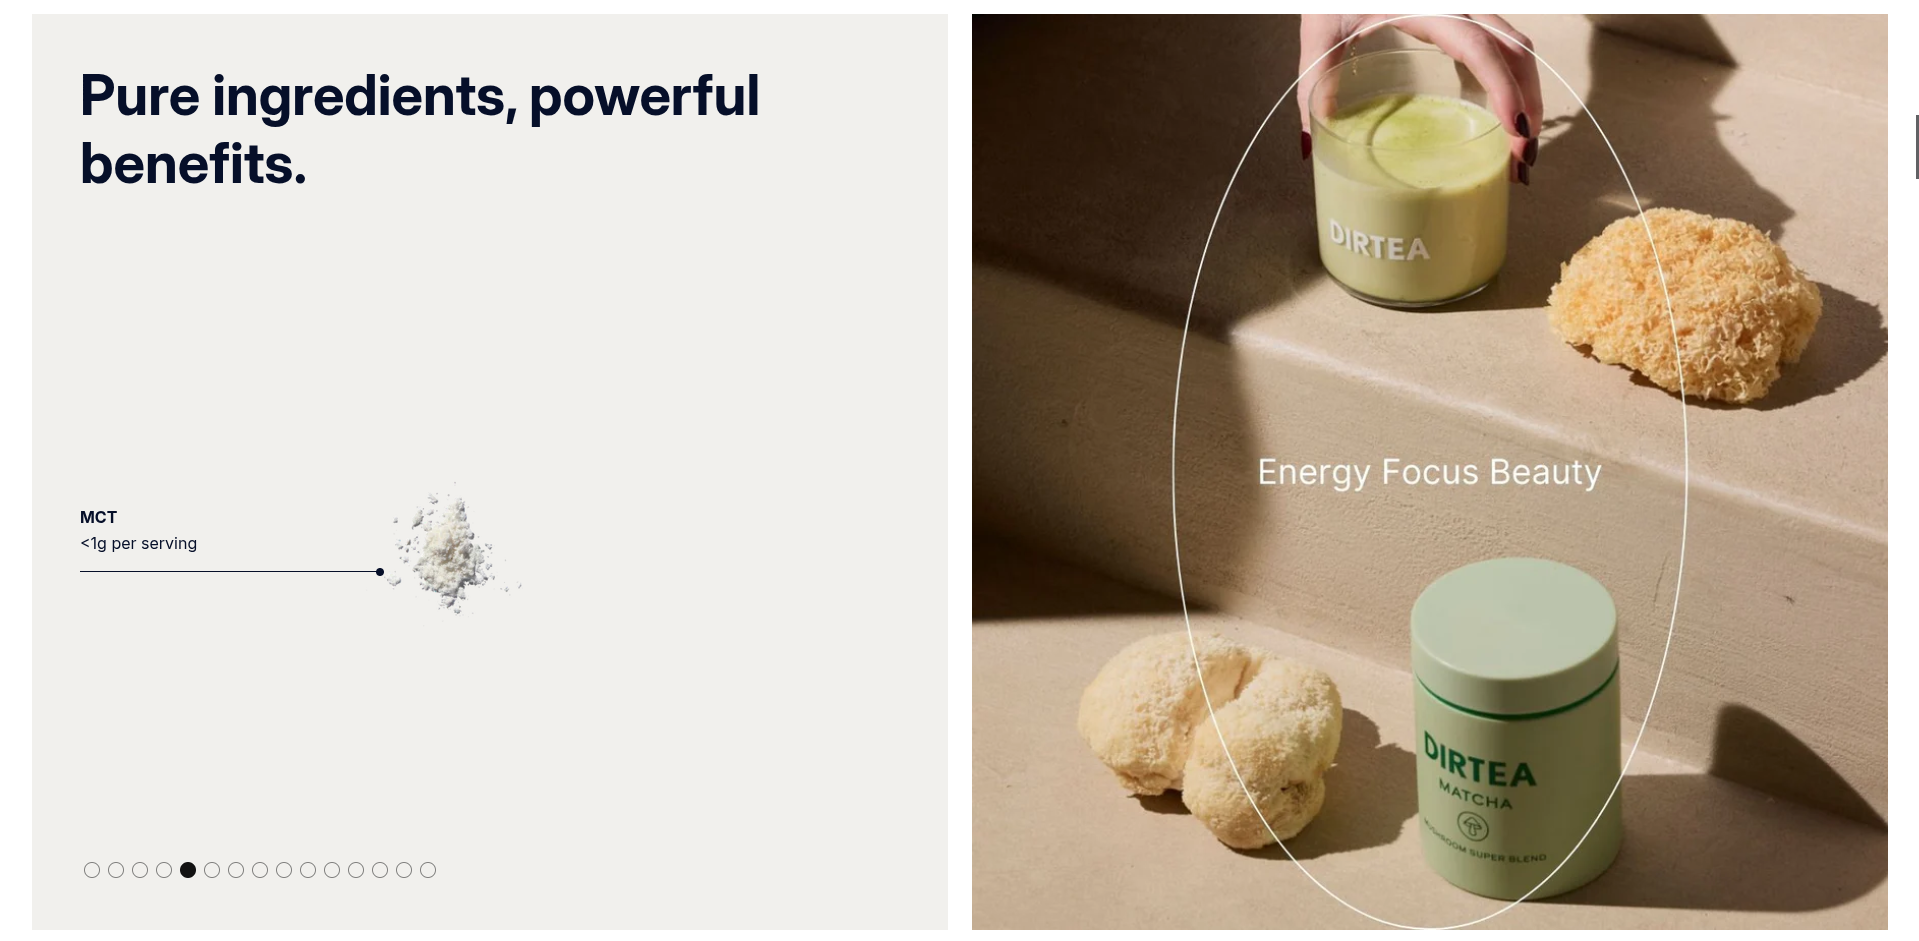 Pure ingredients, powerful
benefits.
MCT
<1g per serving
DIRTEA
Energy Focus Beauty
DIRTEA
MATCHA
MUSHROOM SUPER BLEND